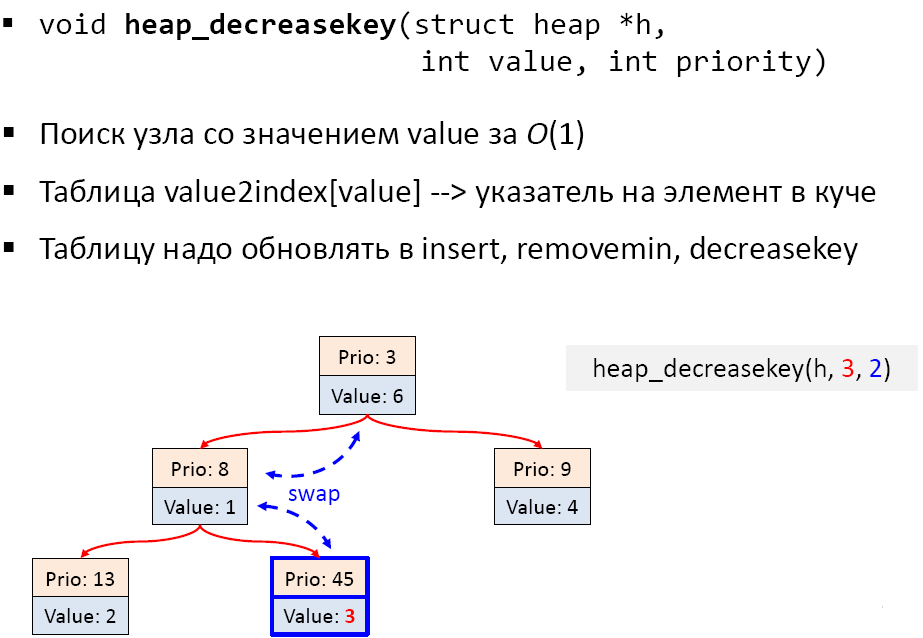 ▪ void heap_decreasekey(struct heap *h,
int value, int priority)
▪ Поиск узла со значением value за O(1)
▪ Таблица value2index[value] --> указатель на элемент в куче
▪ Таблицу надо обновлять в insert, removemin, decreasekey
Prio: 3
Value: 6
heap_decreasekey(h, 3, 2)
Prio: 8
Value: 1
swap
Prio: 9
Value: 4
Prio: 13
Value: 2
Prio: 45
Value: 3